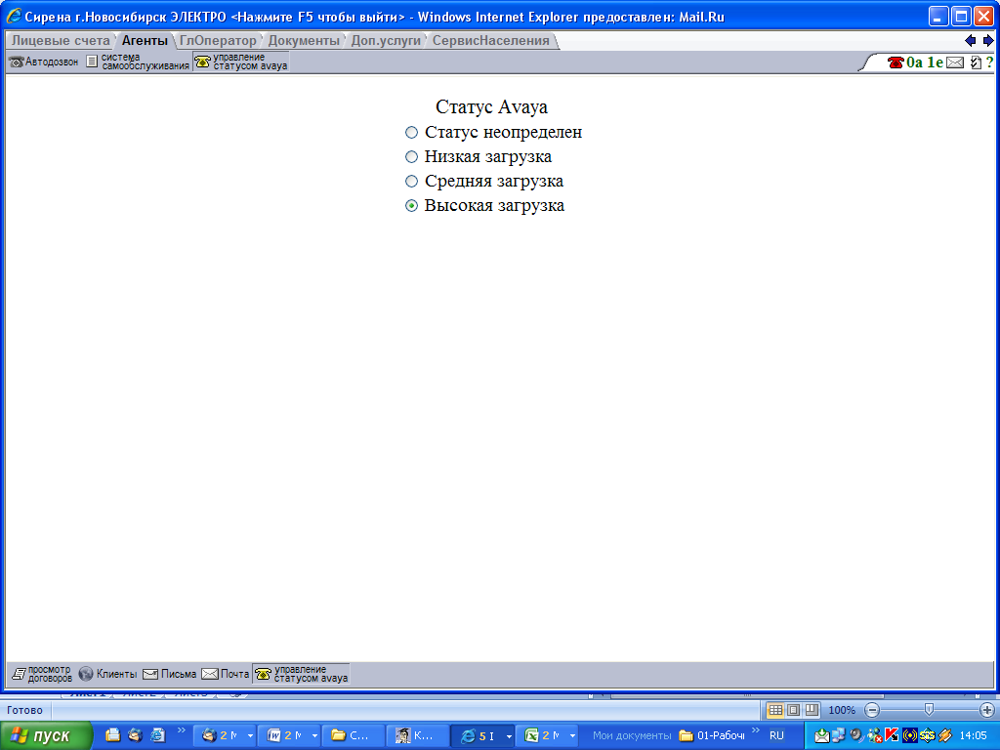 Сирена г.Новосибирск ЭЛЕКТРО <Нажмите F5 чтобы выйти> - Windows Internet Explorer предоставлен: Mail.Ru
Лицевые счета Агенты ГлОператор Документы Доп.услуги СервисНаселения
Автодозвон система самообслуживания управление статусом avaya 0a 1e ?
Статус Avaya
Статус неопределен
Низкая загрузка
Средняя загрузка
Высокая загрузка
просмотр договоров Клиенты Письма Почта управление статусом avaya
Готово 100%
пуск 2 2 С... К... 5 2 Мои документы 01-Рабоч RU 14:05